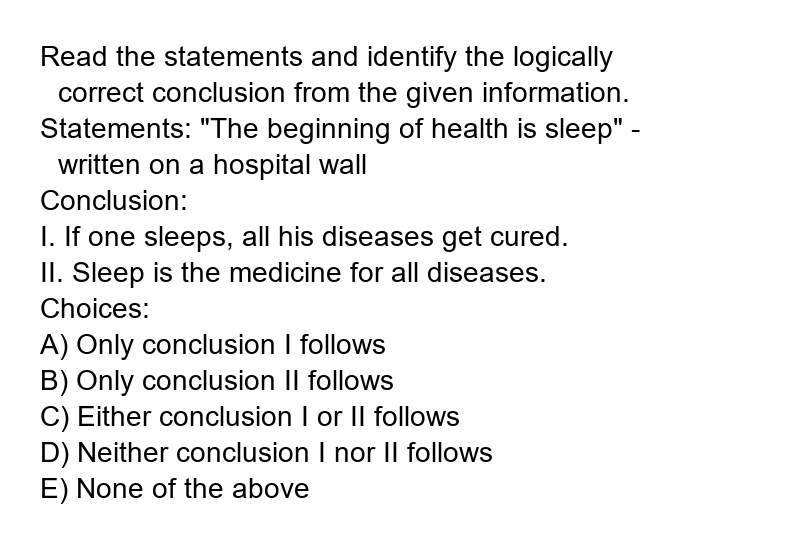 Read the statements and identify the logically
correct conclusion from the given information.
Statements: "The beginning of health is sleep" -
written on a hospital wall
Conclusion:
I. If one sleeps, all his diseases get cured.
II. Sleep is the medicine for all diseases.
Choices:
A) Only conclusion I follows
B) Only conclusion II follows
C) Either conclusion I or II follows
D) Neither conclusion I nor II follows
E) None of the above